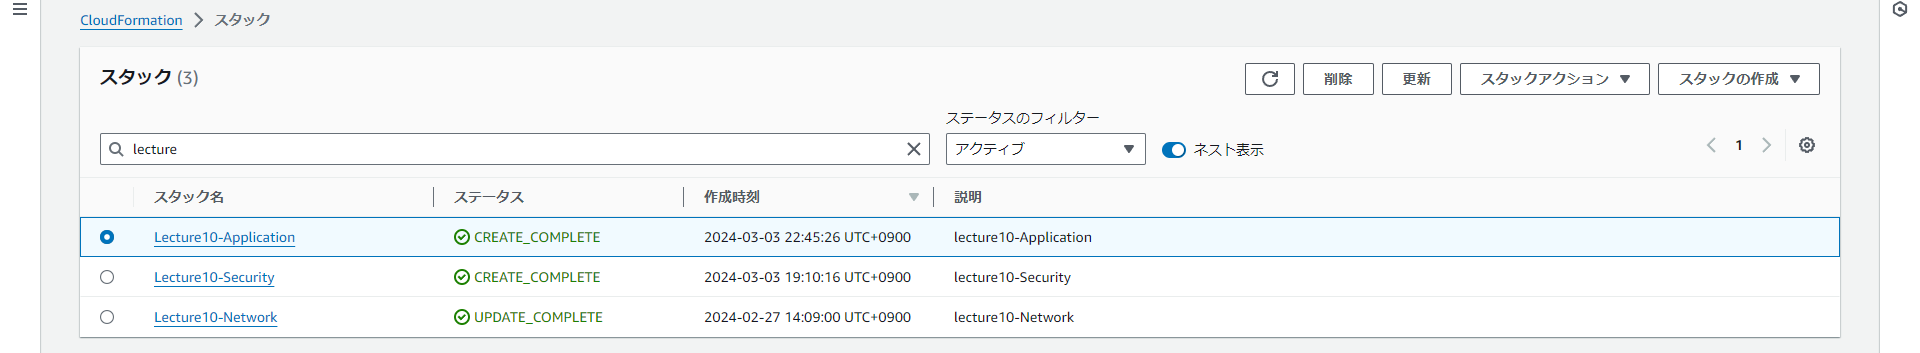 CloudFormation > スタック
スタック (3)
削除
更新
スタックアクション
スタックの作成
ステータスのフィルター
lecture
アクティブ
ネスト表示
1
スタック名 ステータス 作成時刻 説明
Lecture10-Application CREATE_COMPLETE 2024-03-03 22:45:26 UTC+0900 lecture10-Application
Lecture10-Security CREATE_COMPLETE 2024-03-03 19:10:16 UTC+0900 lecture10-Security
Lecture10-Network UPDATE_COMPLETE 2024-02-27 14:09:00 UTC+0900 lecture10-Network